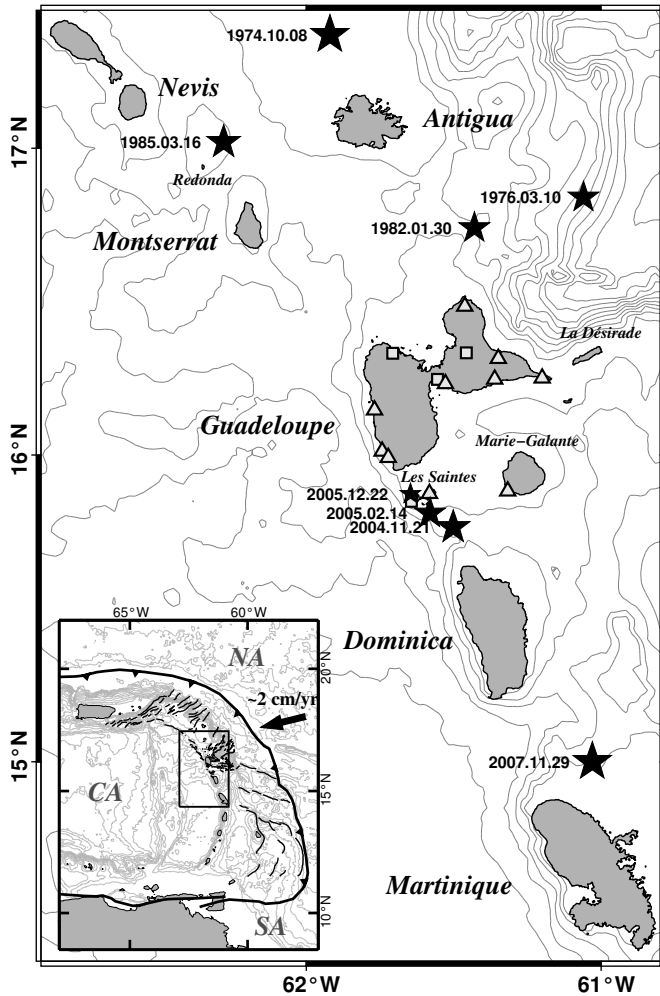 1974.10.08
Nevis
Antigua
17°N
1985.03.16
Redonda
1976.03.10
1982.01.30
Montserrat
La Désirade
Guadeloupe
Marie−Galante
16°N
Les Saintes
2005.12.22
2005.02.14
2004.11.21
65°W
60°W
Dominica
NA
20°N
~2 cm/yr
15°N
2007.11.29
CA
15°N
Martinique
SA
10°N
62°W
61°W